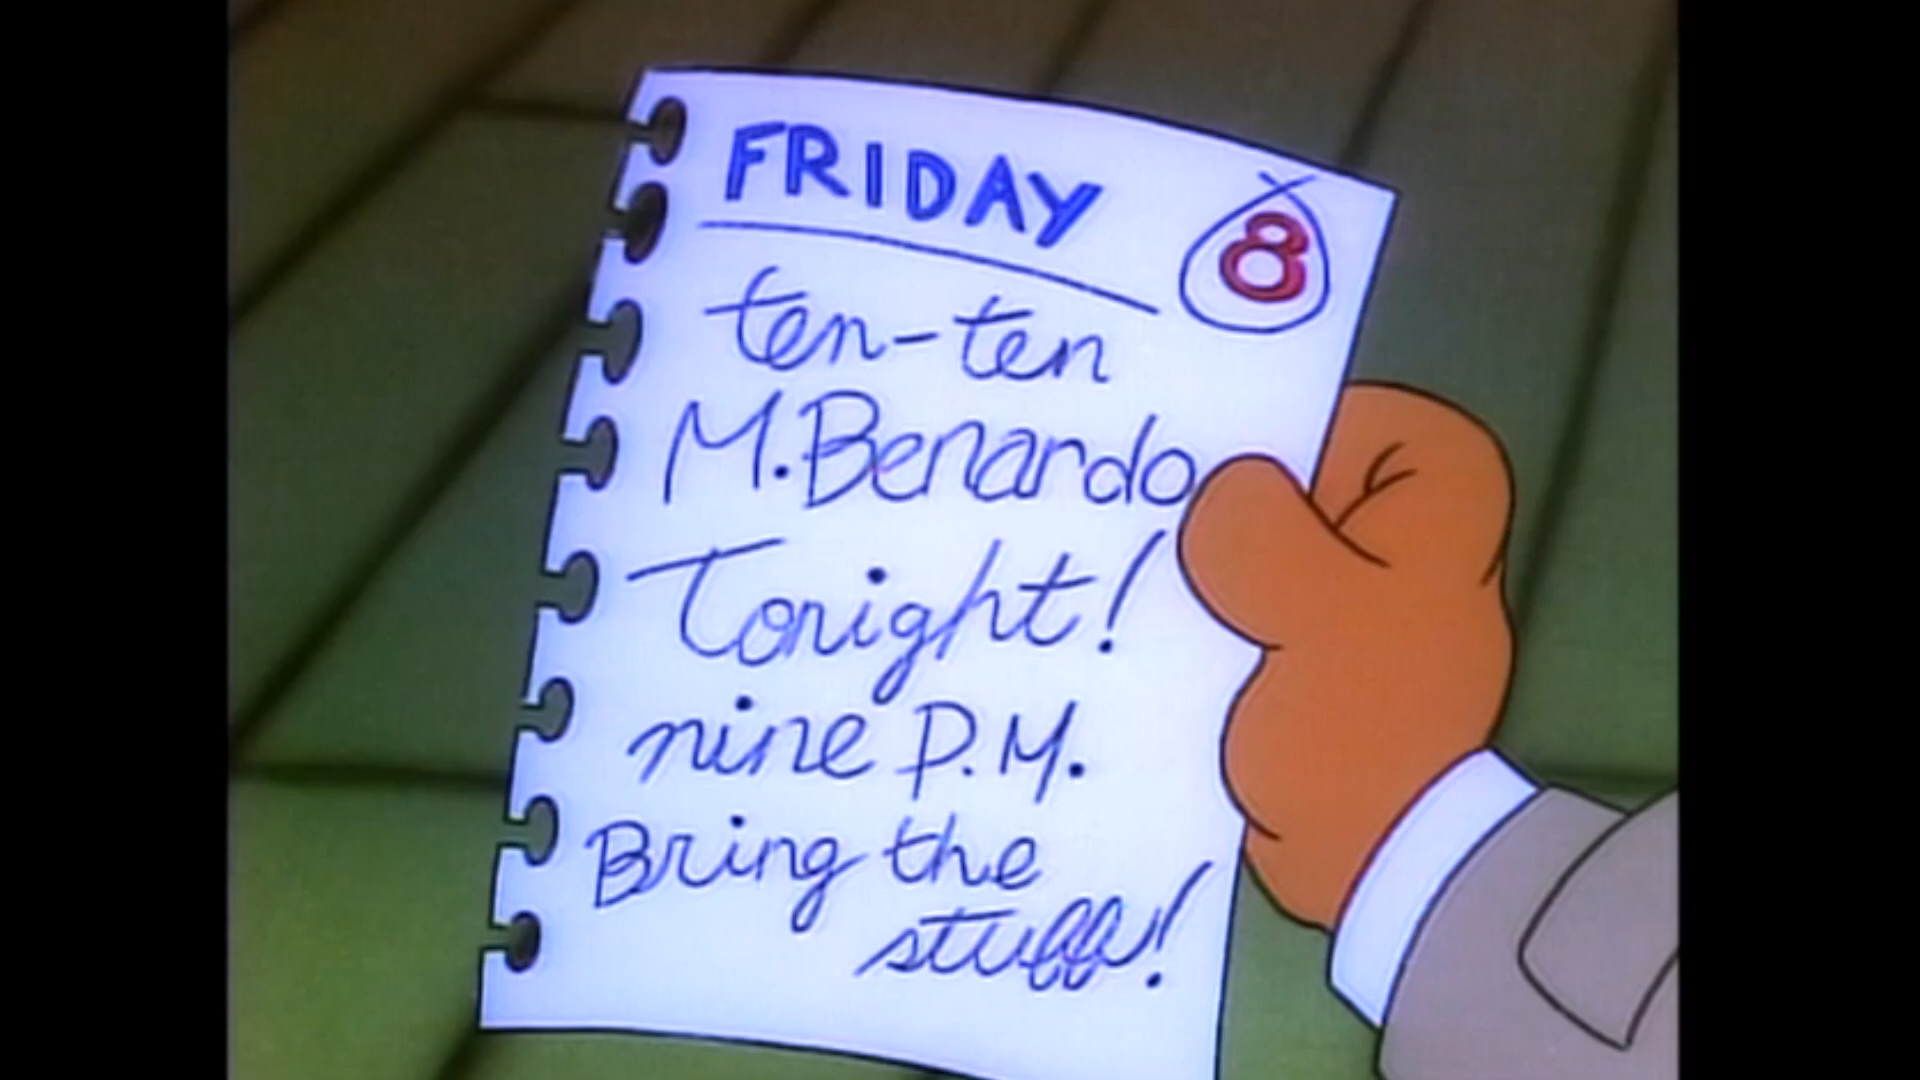 FRIDAY 8
ten-ten
M. Benardo
Tonight!
nine P.M.
Bring the
stuff!